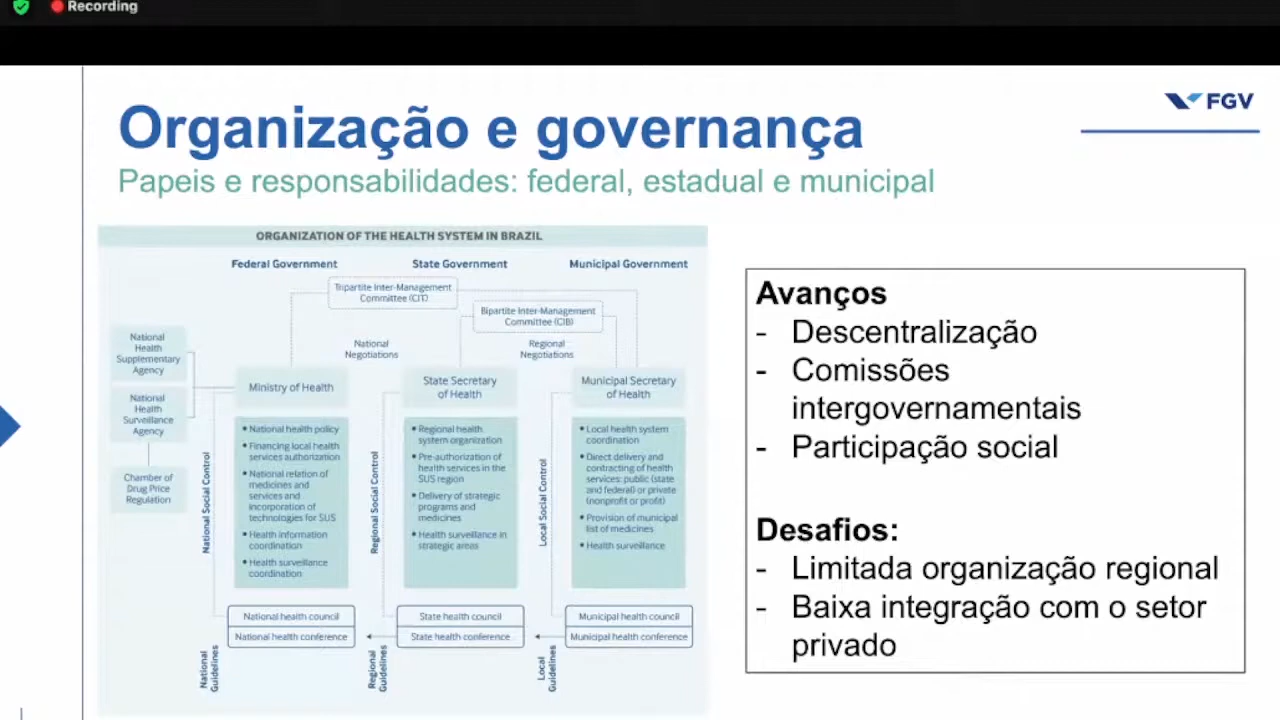 Recording
FGV
Organização e governança
Papeis e responsabilidades: federal, estadual e municipal
ORGANIZATION OF THE HEALTH SYSTEM IN BRAZIL
Federal Government
State Government
Municipal Government
Tripartite Inter-Management
Committee (CIT)
Bipartite Inter-Management
Committee (CIB)
National
Negotiations
Regional
Negotiations
National
Health
Supplementary
Agency
National
Health
Surveillance
Agency
Chamber of
Drug Price
Regulation
Ministry of Health
National Social Control
• National health policy
• Financing local health
services authorization
• National relation of
medicines and
services and
incorporation of
technologies for SUS
• Health information
coordination
• Health surveillance
coordination
National health council
National health conference
National
Guidelines
State Secretary
of Health
Regional Social Control
• Regional health
system organization
• Pre-authorization of
health services in the
SUS region
• Delivery of strategic
programs and
medicines
• Health surveillance in
strategic areas
State health council
State health conference
Regional
Guidelines
Municipal Secretary
of Health
Local Social Control
• Local health system
coordination
• Direct delivery and
contracting of health
services: public (state
and federal) or private
(nonprofit or profit)
• Provision of municipal
list of medicines
• Health surveillance
Municipal health council
Municipal health conference
Local
Guidelines
Avanços
- Descentralização
- Comissões
intergovernamentais
- Participação social
Desafios:
- Limitada organização regional
- Baixa integração com o setor
privado